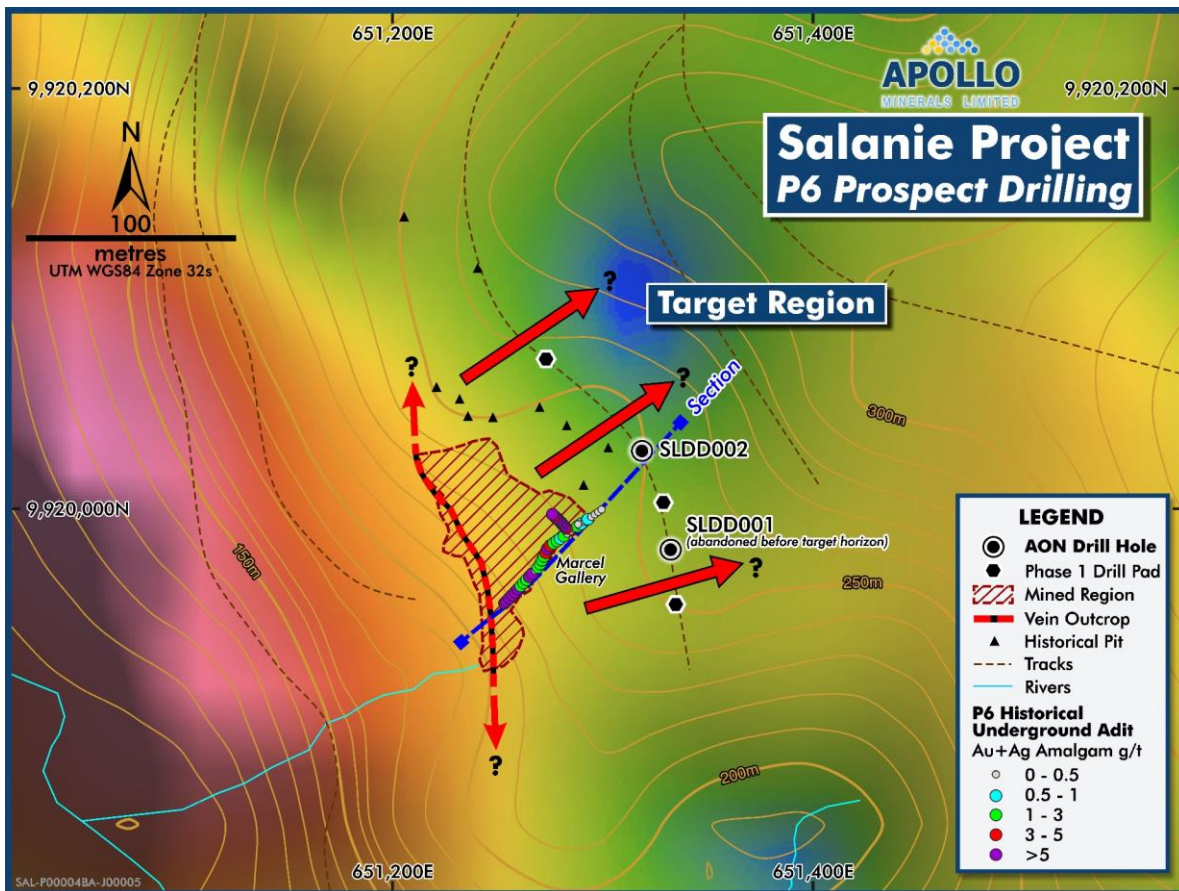 651,200E
651,400E
9,920,200N
APOLLO
MINERALS LIMITED
9,920,200N
N
100
metres
UTM WGS84 Zone 32s
Salanie Project
P6 Prospect Drilling
?
Target Region
?
?
Section
300m
SLDD002
9,920,000N
SLDD001
(abandoned before target horizon)
Marcel
Gallery
?
150m
250m
?
200m
LEGEND
AON Drill Hole
Phase 1 Drill Pad
Mined Region
Vein Outcrop
Historical Pit
Tracks
Rivers
P6 Historical
Underground Adit
Au+Ag Amalgam g/t
0 - 0.5
0.5 - 1
1 - 3
3 - 5
>5
651,200E
651,400E
SAL-P00004BA-J00005